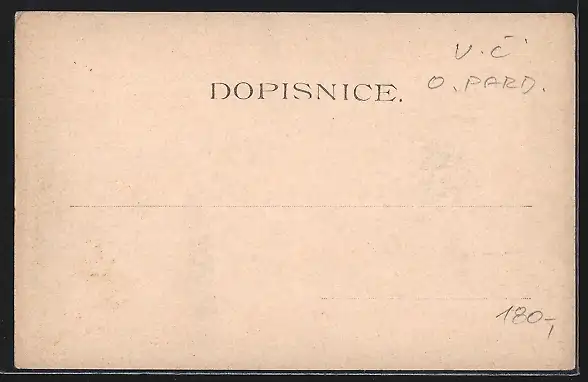 V.Č.
O. PARD.
DOPISNICE.
180,-